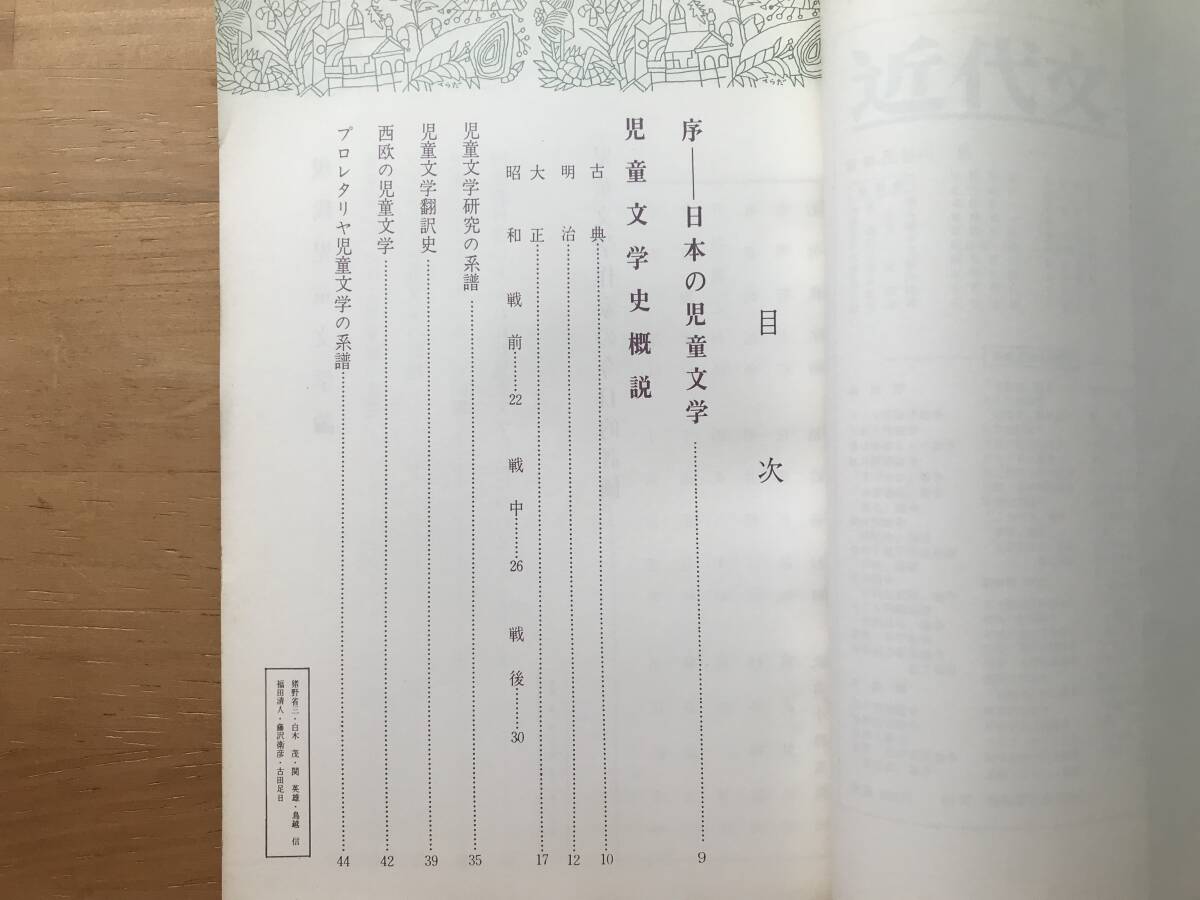 近代文
目次
序――日本の児童文学……9
児童文学史概説
古典……10
明治……12
大正……17
昭和 戦前……22 戦中……26 戦後……30
児童文学研究の系譜……35
児童文学翻訳史……39
西欧の児童文学……42
プロレタリヤ児童文学の系譜……44
猪野省三・白木 茂・関 英雄・鳥越 信
福田清人・藤沢衛彦・古田足日